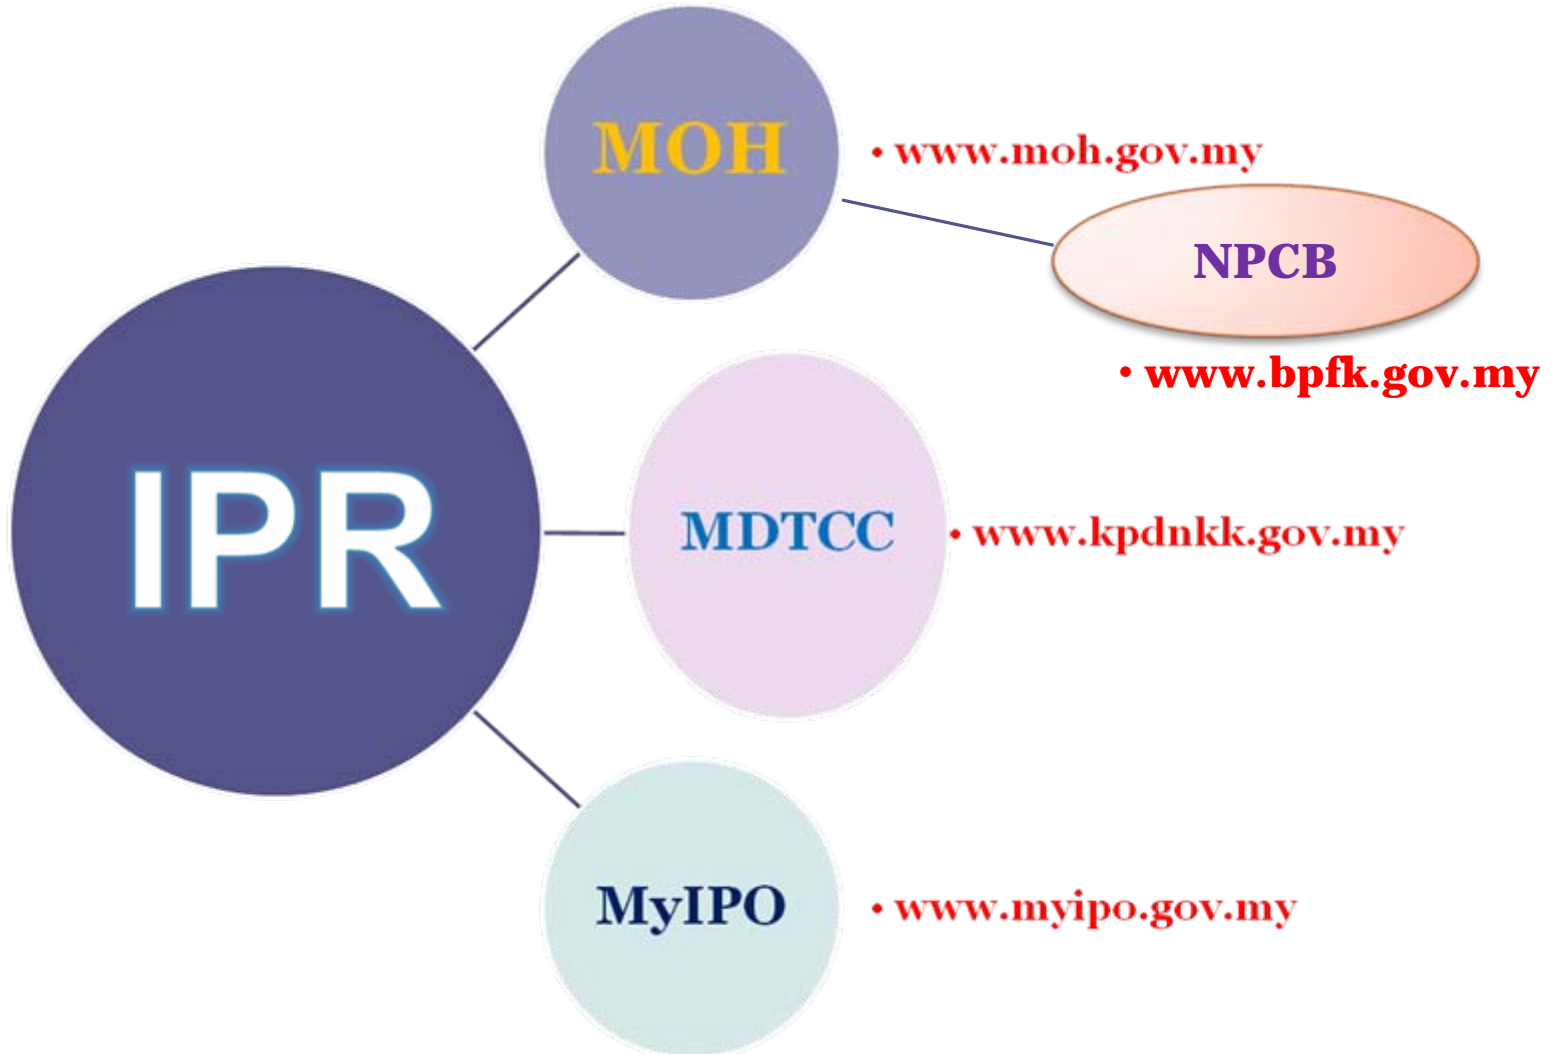 MOH
• www.moh.gov.my
NPCB
• www.bpfk.gov.my
IPR
MDTCC
• www.kpdnkk.gov.my
MyIPO
• www.myipo.gov.my